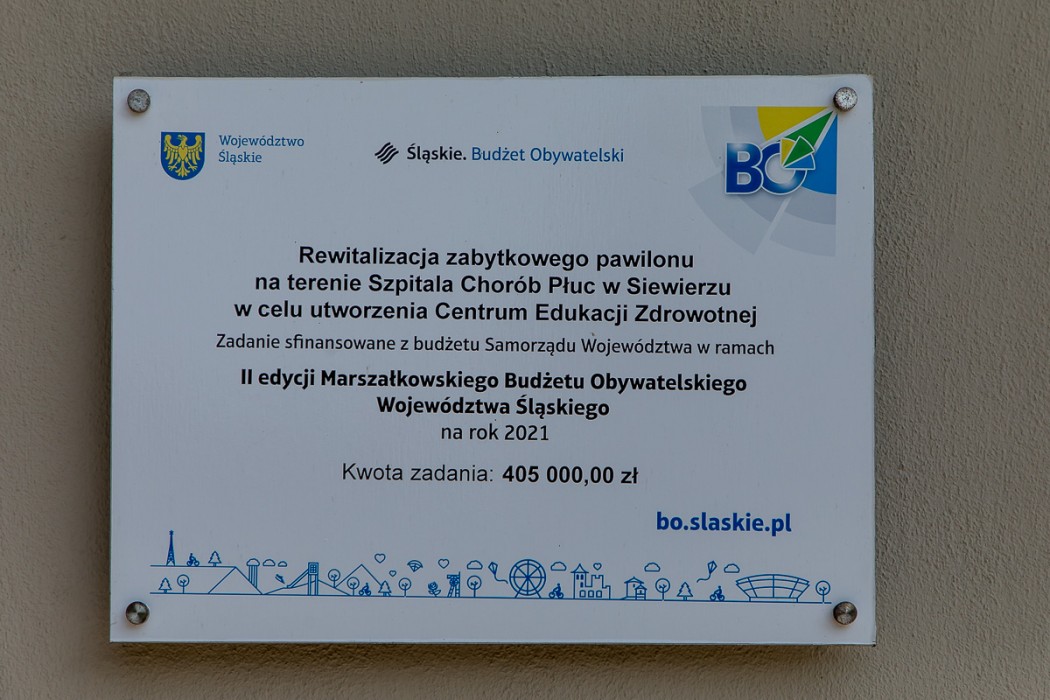 Województwo
Śląskie
Śląskie. Budżet Obywatelski
BO
Rewitalizacja zabytkowego pawilonu
na terenie Szpitala Chorób Płuc w Siewierzu
w celu utworzenia Centrum Edukacji Zdrowotnej
Zadanie sfinansowane z budżetu Samorządu Województwa w ramach
II edycji Marszałkowskiego Budżetu Obywatelskiego
Województwa Śląskiego
na rok 2021
Kwota zadania: 405 000,00 zł
bo.slaskie.pl